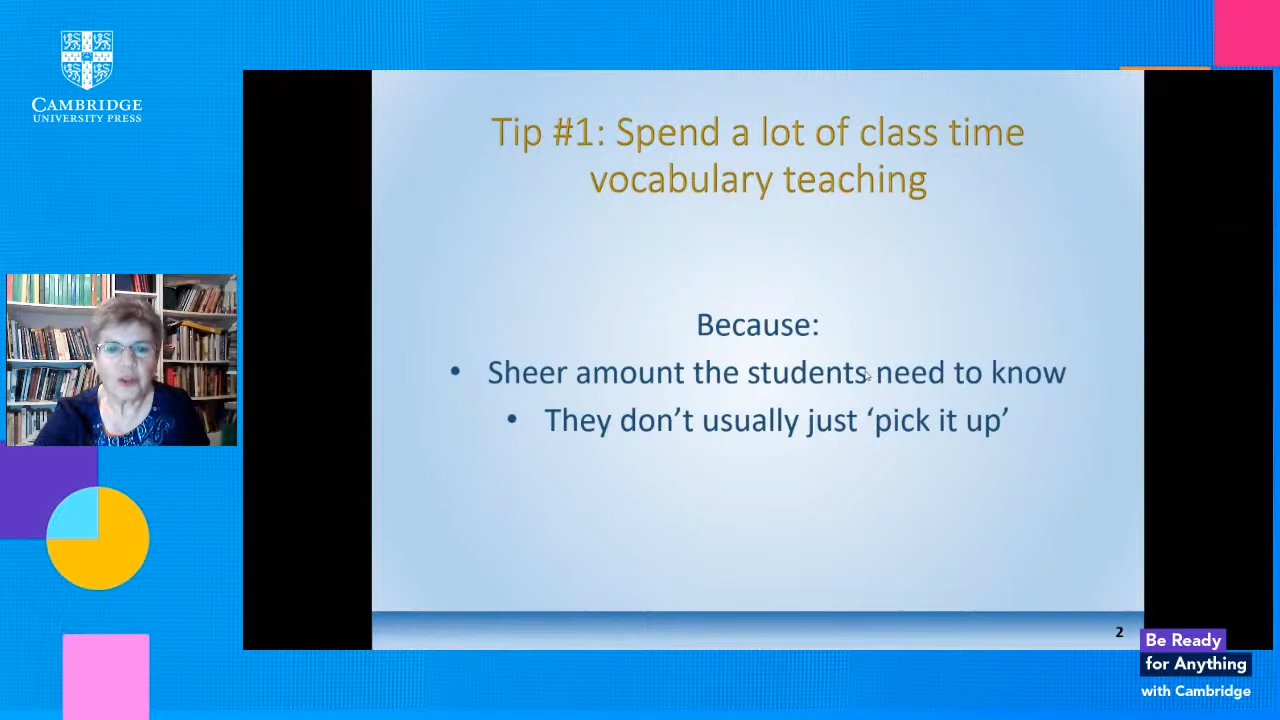 CAMBRIDGE
UNIVERSITY PRESS
Tip #1: Spend a lot of class time
vocabulary teaching
Because:
• Sheer amount the students need to know
• They don’t usually just ‘pick it up’
2
Be Ready
for Anything
with Cambridge